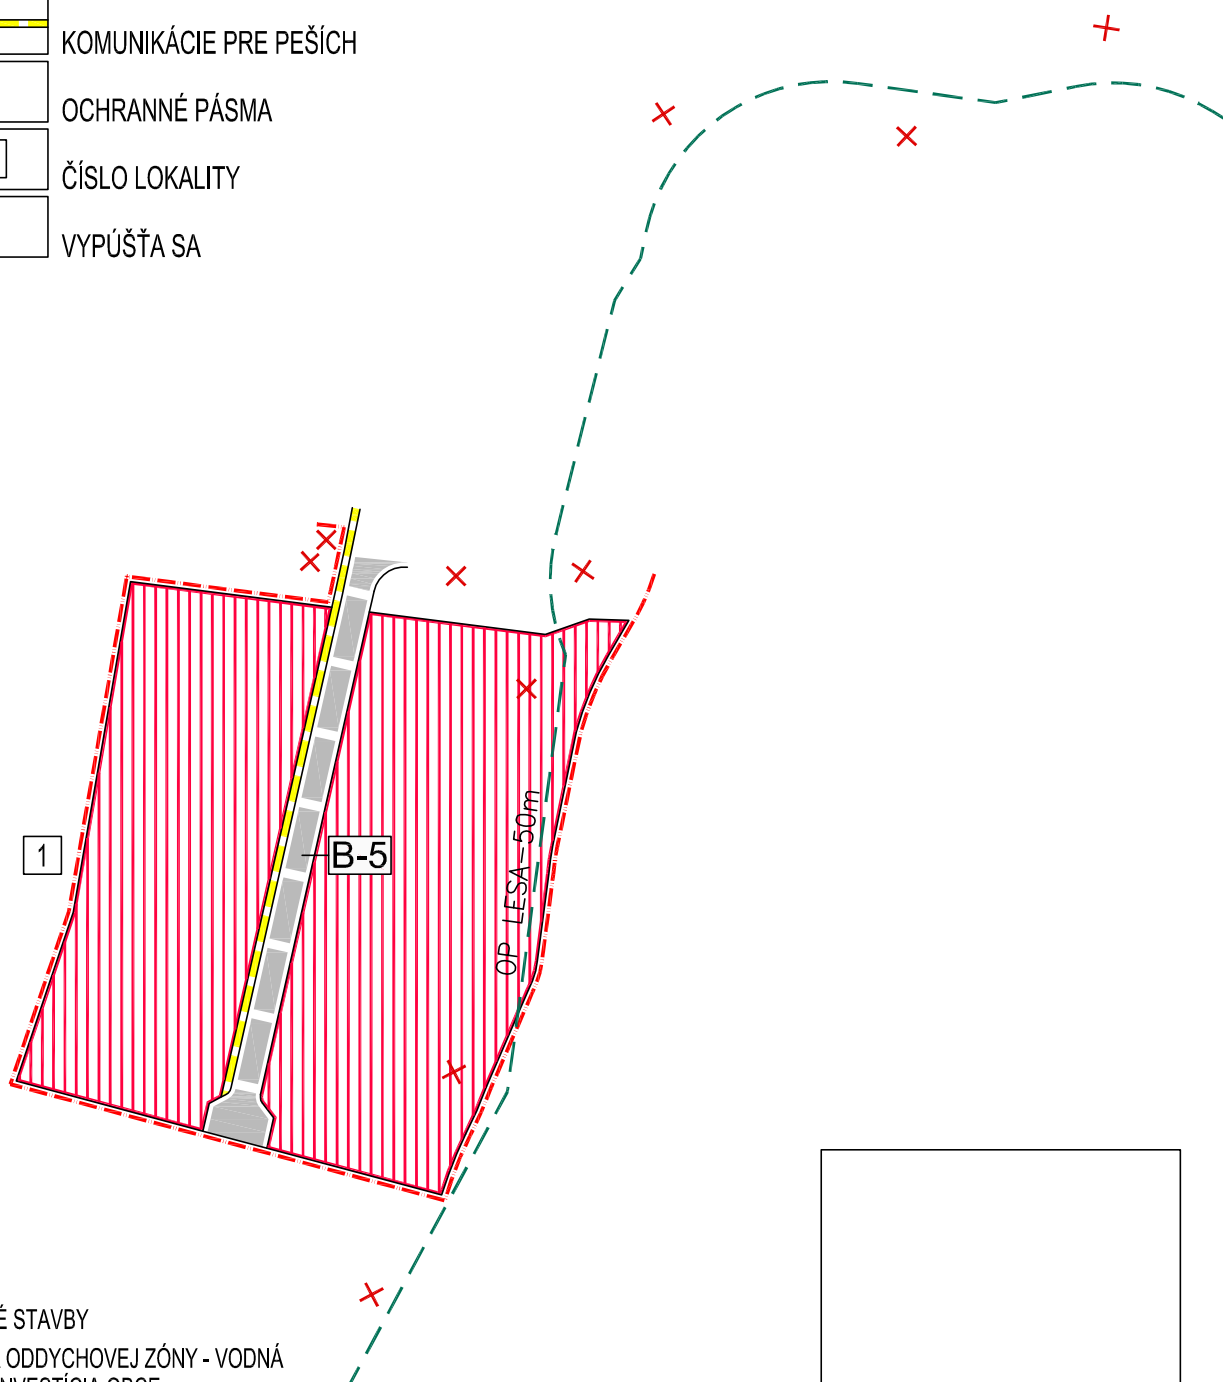 KOMUNIKÁCIE PRE PEŠÍCH
OCHRANNÉ PÁSMA
ČÍSLO LOKALITY
VYPÚŠŤA SA
1
B-5
OP LESA-50m
STAVBY
ODDYCHOVEJ ZÓNY - VODNÁ